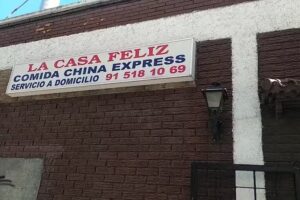 LA CASA FELIZ
COMIDA CHINA EXPRESS
SERVICIO A DOMICILIO 91 518 10 69